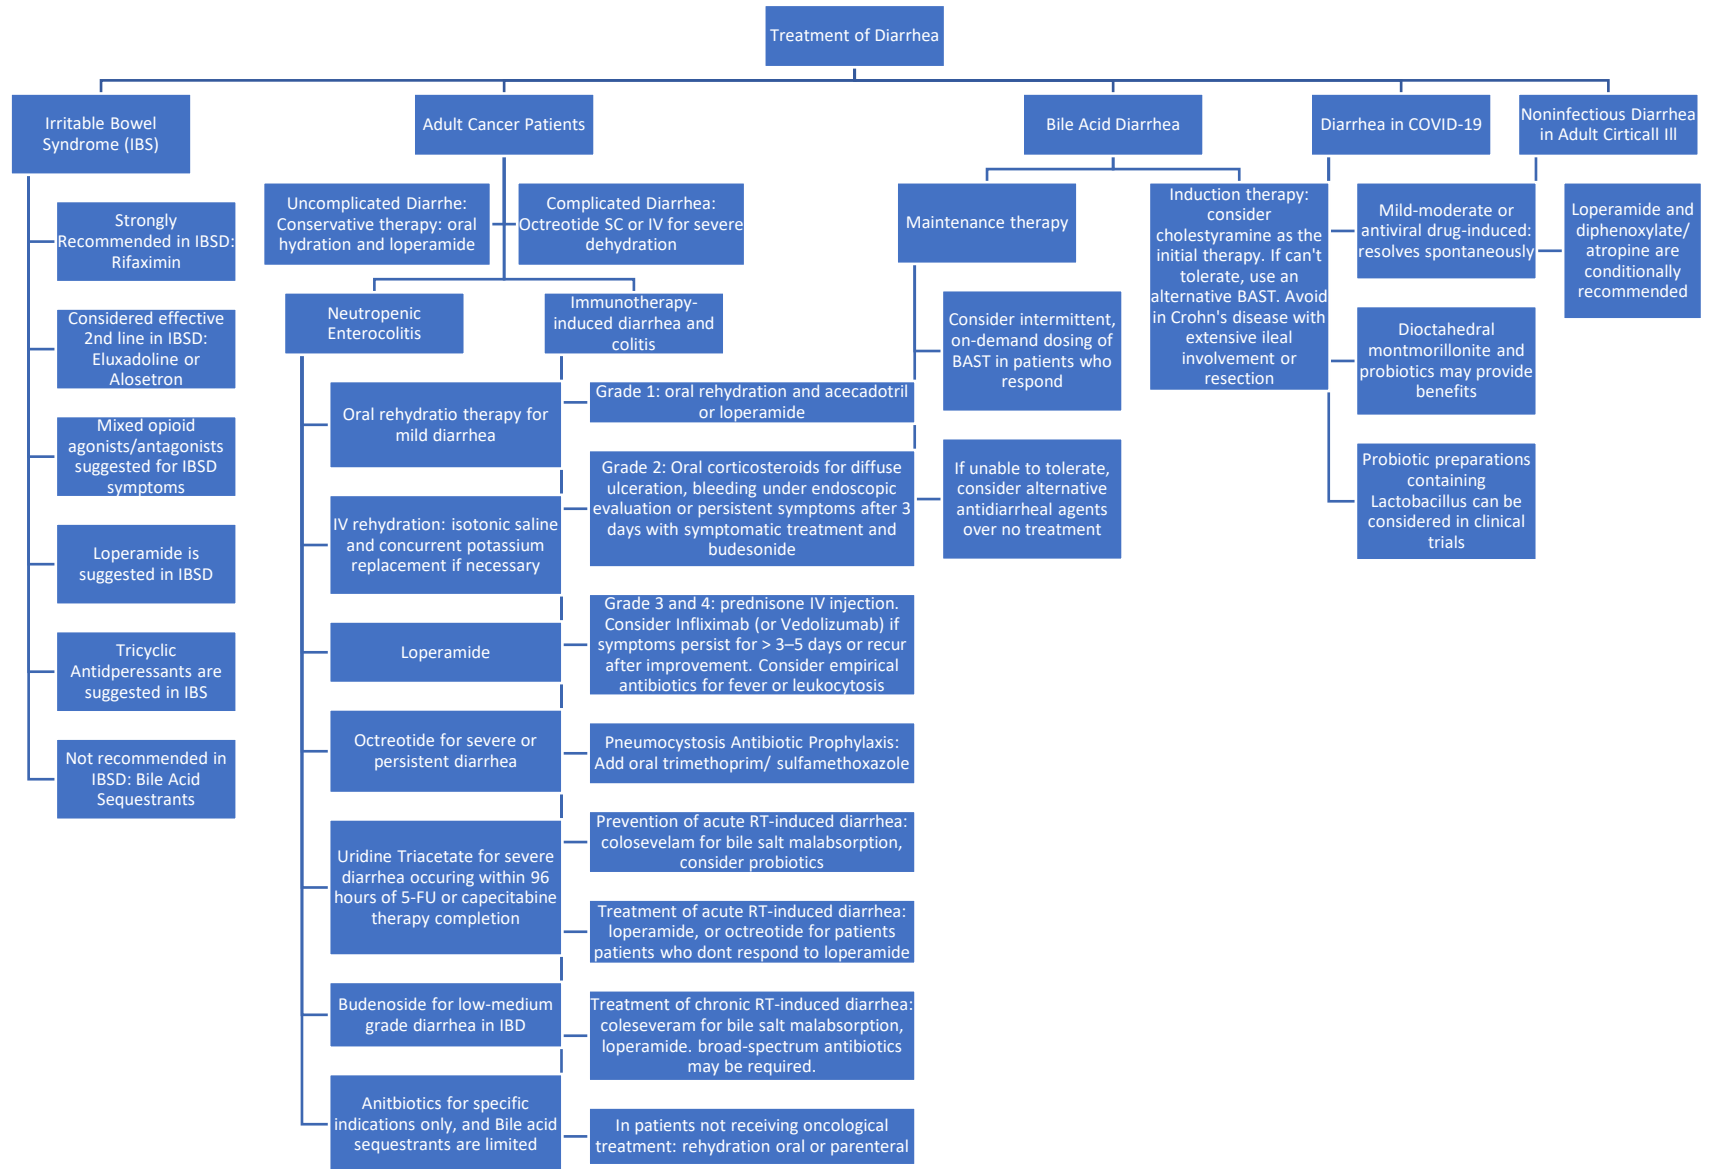 Treatment of Diarrhea
Irritable Bowel
Syndrome (IBS)
Strongly
Recommended in IBSD:
Rifaximin
Considered effective
2nd line in IBSD:
Eluxadoline or
Alosetron
Mixed opioid
agonists/antagonists
suggested for IBSD
symptoms
Loperamide is
suggested in IBSD
Tricyclic
Antidperessants are
suggested in IBS
Not recommended in
IBSD: Bile Acid
Sequestrants
Adult Cancer Patients
Uncomplicated Diarrhe:
Conservative therapy: oral
hydration and loperamide
Complicated Diarrhea:
Octreotide SC or IV for severe
dehydration
Neutropenic
Enterocolitis
Oral rehydratio therapy for
mild diarrhea
IV rehydration: isotonic saline
and concurrent potassium
replacement if necessary
Loperamide
Octreotide for severe or
persistent diarrhea
Uridine Triacetate for severe
diarrhea occuring within 96
hours of 5-FU or capecitabine
therapy completion
Budenoside for low-medium
grade diarrhea in IBD
Anitbiotics for specific
indications only, and Bile acid
sequestrants are limited
Immunotherapy-
induced diarrhea and
colitis
Grade 1: oral rehydration and acecadotril
or loperamide
Grade 2: Oral corticosteroids for diffuse
ulceration, bleeding under endoscopic
evaluation or persistent symptoms after 3
days with symptomatic treatment and
budesonide
Grade 3 and 4: prednisone IV injection.
Consider Infliximab (or Vedolizumab) if
symptoms persist for > 3–5 days or recur
after improvement. Consider empirical
antibiotics for fever or leukocytosis
Pneumocystosis Antibiotic Prophylaxis:
Add oral trimethoprim/ sulfamethoxazole
Prevention of acute RT-induced diarrhea:
colosevelam for bile salt malabsorption,
consider probiotics
Treatment of acute RT-induced diarrhea:
loperamide, or octreotide for patients
patients who dont respond to loperamide
Treatment of chronic RT-induced diarrhea:
coleseveram for bile salt malabsorption,
loperamide. broad-spectrum antibiotics
may be required.
In patients not receiving oncological
treatment: rehydration oral or parenteral
Bile Acid Diarrhea
Maintenance therapy
Consider intermittent,
on-demand dosing of
BAST in patients who
respond
If unable to tolerate,
consider alternative
antidiarrheal agents
over no treatment
Induction therapy:
consider
cholestyramine as the
initial therapy. If can't
tolerate, use an
alternative BAST. Avoid
in Crohn's disease with
extensive ileal
involvement or
resection
Diarrhea in COVID-19
Mild-moderate or
antiviral drug-induced:
resolves spontaneously
Dioctahedral
montmorillonite and
probiotics may provide
benefits
Probiotic preparations
containing
Lactobacillus can be
considered in clinical
trials
Noninfectious Diarrhea
in Adult Cirticall Ill
Loperamide and
diphenoxylate/
atropine are
conditionally
recommended